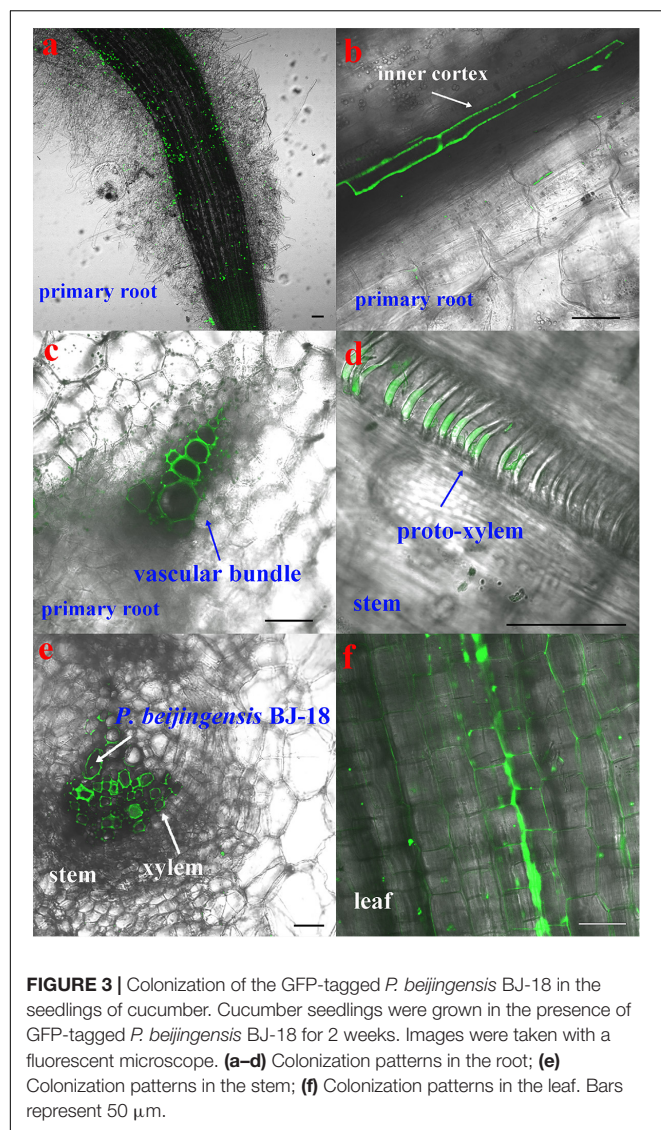 a
inner cortex
primary root
b
primary root
c
vascular bundle
primary root
d
proto-xylem
stem
e
P. beijingensis BJ-18
stem
xylem
f
leaf
FIGURE 3 | Colonization of the GFP-tagged P. beijingensis BJ-18 in the
seedlings of cucumber. Cucumber seedlings were grown in the presence of
GFP-tagged P. beijingensis BJ-18 for 2 weeks. Images were taken with a
fluorescent microscope. (a–d) Colonization patterns in the root; (e)
Colonization patterns in the stem; (f) Colonization patterns in the leaf. Bars
represent 50 μm.